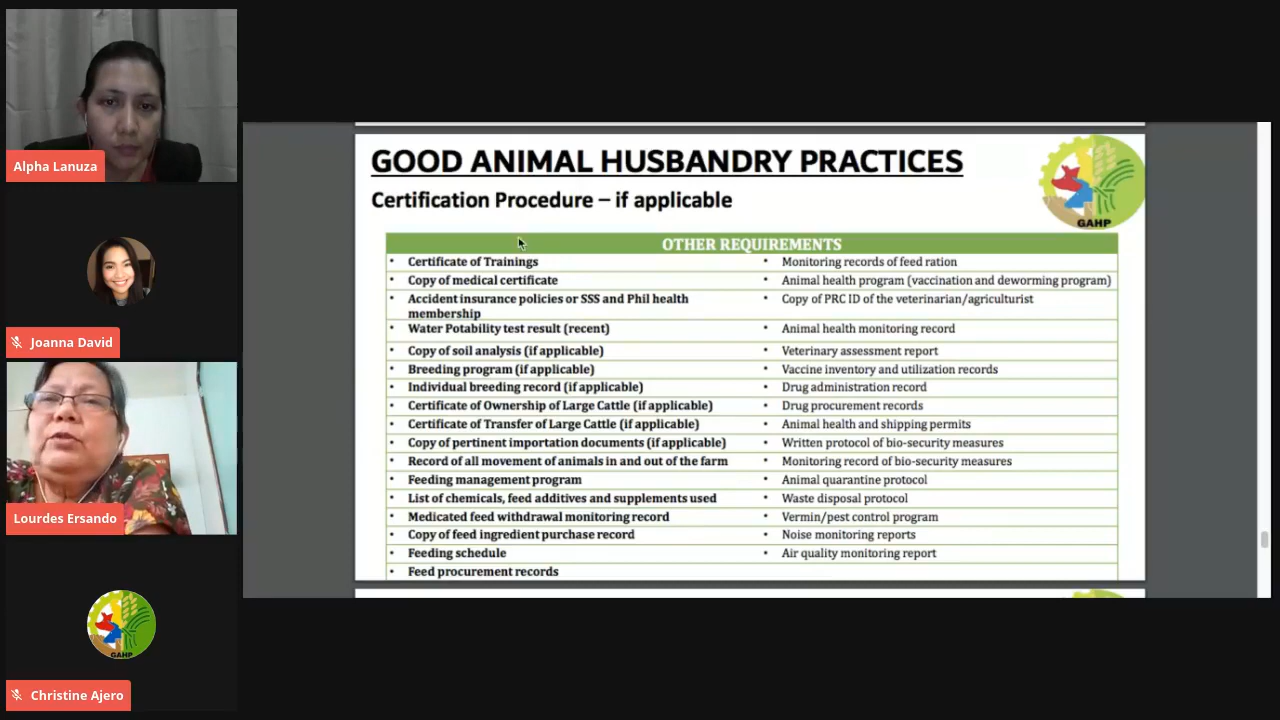 Alpha Lanuza
Joanna David
Lourdes Ersando
GAHP
Christine Ajero
GOOD ANIMAL HUSBANDRY PRACTICES
Certification Procedure – if applicable
GAHP
OTHER REQUIREMENTS
• Certificate of Trainings
• Monitoring records of feed ration
• Copy of medical certificate
• Animal health program (vaccination and deworming program)
• Accident insurance policies or SSS and Phil health
membership
• Copy of PRC ID of the veterinarian/agriculturist
• Water Potability test result (recent)
• Animal health monitoring record
• Copy of soil analysis (if applicable)
• Veterinary assessment report
• Breeding program (if applicable)
• Vaccine inventory and utilization records
• Individual breeding record (if applicable)
• Drug administration record
• Certificate of Ownership of Large Cattle (if applicable)
• Drug procurement records
• Certificate of Transfer of Large Cattle (if applicable)
• Animal health and shipping permits
• Copy of pertinent importation documents (if applicable)
• Written protocol of bio-security measures
• Record of all movement of animals in and out of the farm
• Monitoring record of bio-security measures
• Feeding management program
• Animal quarantine protocol
• List of chemicals, feed additives and supplements used
• Waste disposal protocol
• Medicated feed withdrawal monitoring record
• Vermin/pest control program
• Copy of feed ingredient purchase record
• Noise monitoring reports
• Feeding schedule
• Air quality monitoring report
• Feed procurement records